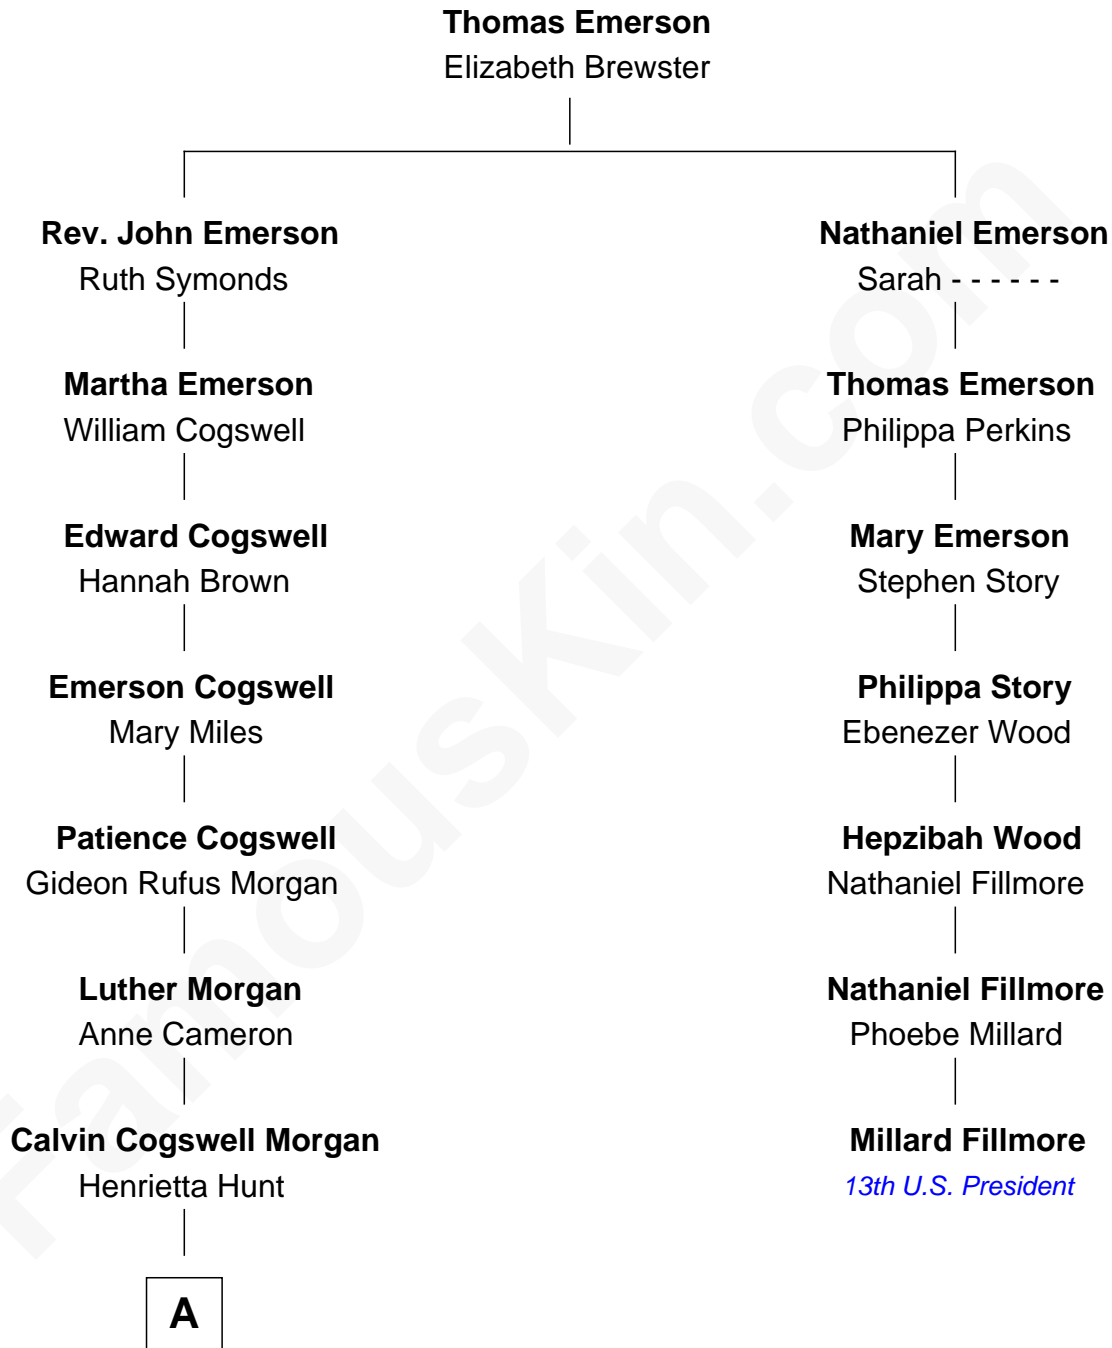 Thomas Emerson
Elizabeth Brewster
Rev. John Emerson
Ruth Symonds
Nathaniel Emerson
Sarah - - - - - -
Martha Emerson
William Cogswell
Thomas Emerson
Philippa Perkins
Edward Cogswell
Hannah Brown
Mary Emerson
Stephen Story
Emerson Cogswell
Mary Miles
Philippa Story
Ebenezer Wood
Patience Cogswell
Gideon Rufus Morgan
Hepzibah Wood
Nathaniel Fillmore
Luther Morgan
Anne Cameron
Nathaniel Fillmore
Phoebe Millard
Calvin Cogswell Morgan
Henrietta Hunt
Millard Fillmore
13th U.S. President
A
FamousKin.com